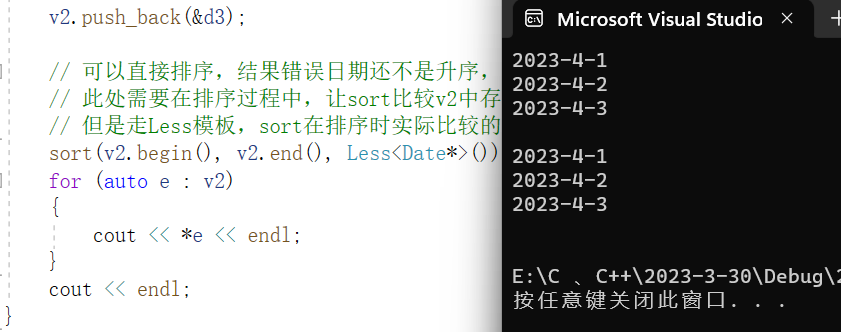 v2.push_back(&d3);
// 可以直接排序，结果错误日期还不是升序，
// 此处需要在排序过程中，让sort比较v2中存
// 但是走Less模板，sort在排序时实际比较的
sort(v2.begin(), v2.end(), Less<Date*>())
for (auto e : v2)
{
cout << *e << endl;
}
cout << endl;
}
Microsoft Visual Studio
2023-4-1
2023-4-2
2023-4-3
2023-4-1
2023-4-2
2023-4-3
E:\C 、C++\2023-3-30\Debug\2
按任意键关闭此窗口. . .